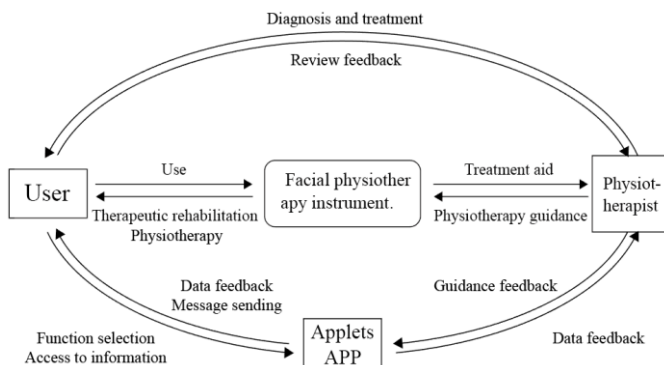 Diagnosis and treatment
Review feedback
User
Use
Therapeutic rehabilitation
Physiotherapy
Facial physiother
apy instrument.
Treatment aid
Physiotherapy guidance
Physiot-
herapist
Data feedback
Message sending
Guidance feedback
Function selection
Access to information
Applets
APP
Data feedback